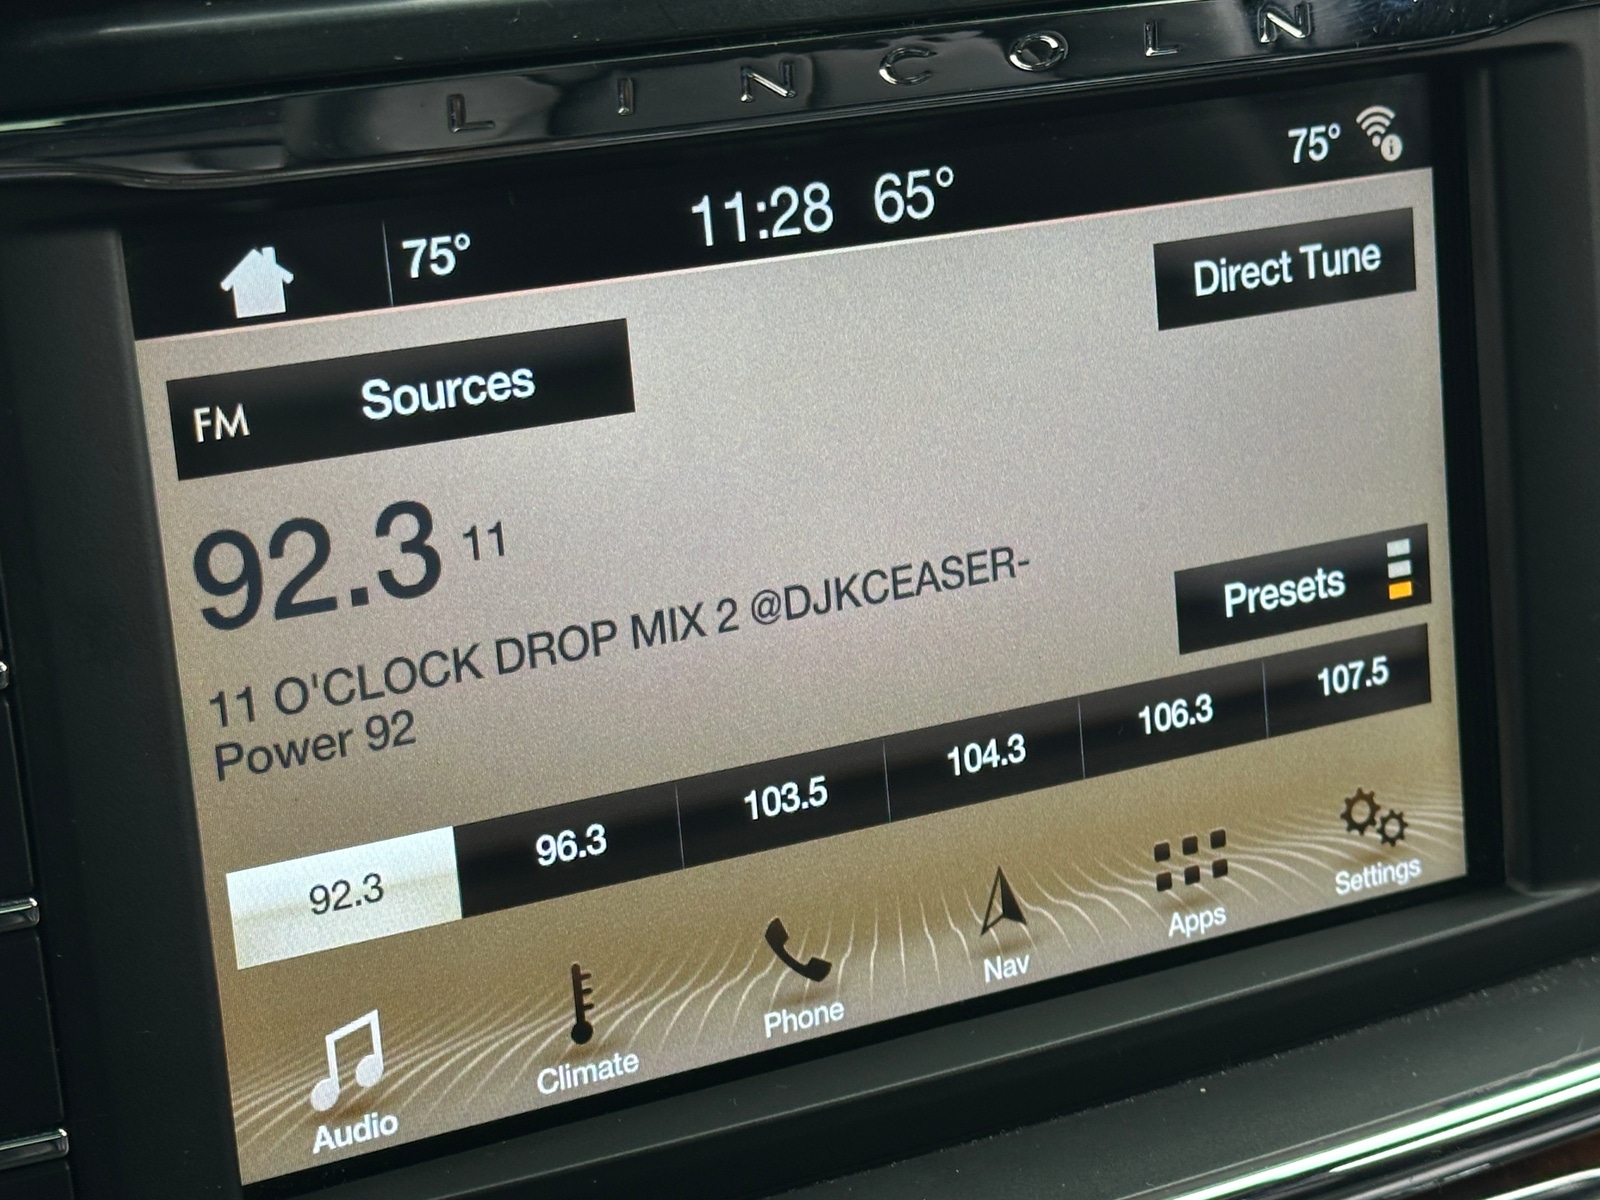 LINCOLN
75° 11:28 65° 75°
Direct Tune
FM Sources
92.3 11
11 O'CLOCK DROP MIX 2 @DJKCEASER-
Power 92
Presets
92.3 96.3 103.5 104.3 106.3 107.5
Audio Climate Phone Nav Apps Settings